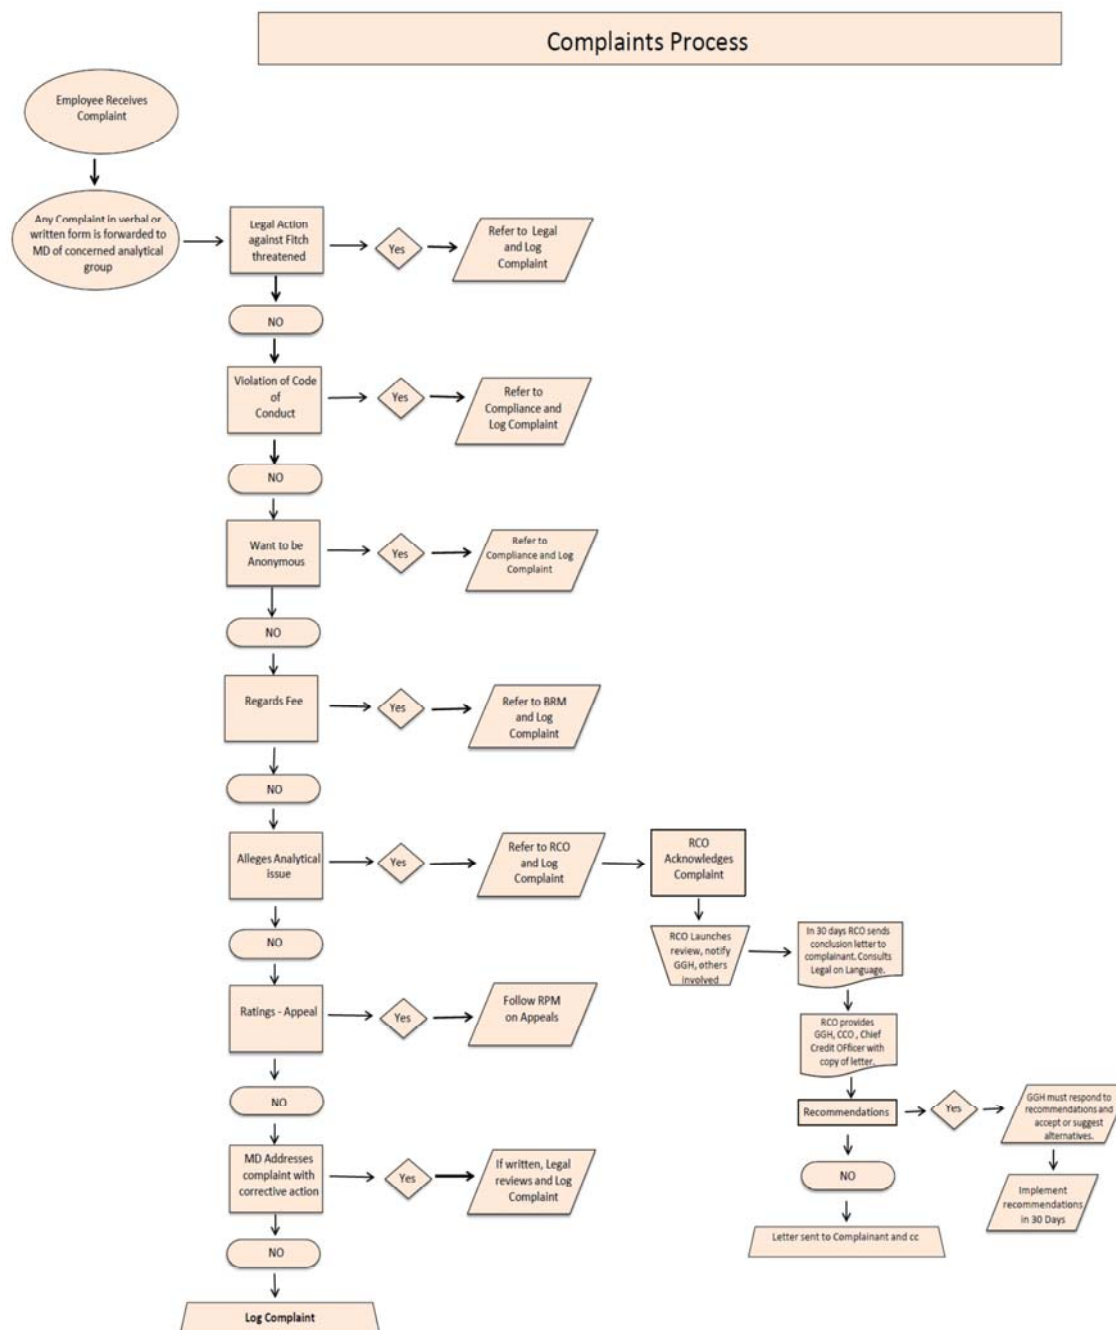 Complaints Process
Employee Receives
Complaint
Any Complaint in verbal or
written form is forwarded to
MD of concerned analytical
group
Legal Action
against Fitch
threatened
Yes
Refer to Legal
and Log
Complaint
NO
Violation of Code
of
Conduct
Yes
Refer to
Compliance and
Log Complaint
NO
Want to be
Anonymous
Yes
Refer to
Compliance and Log
Complaint
NO
Regards Fee
Yes
Refer to BRM
and Log
Complaint
NO
Alleges Analytical
issue
Yes
Refer to RCO
and Log
Complaint
RCO
Acknowledges
Complaint
RCO Launches
review, notify
GGH, others
involved
In 30 days RCO sends
conclusion letter to
complainant. Consults
Legal on Language.
NO
Ratings - Appeal
Yes
Follow RPM
on Appeals
RCO provides
GGH, CCO , Chief
Credit OFficer with
copy of letter.
Recommendations
Yes
GGH must respond to
recommendations and
accept or suggest
alternatives.
NO
Implement
recommendations
in 30 Days
Letter sent to Complainant and cc
NO
MD Addresses
complaint with
corrective action
Yes
If written, Legal
reviews and Log
Complaint
NO
Log Complaint